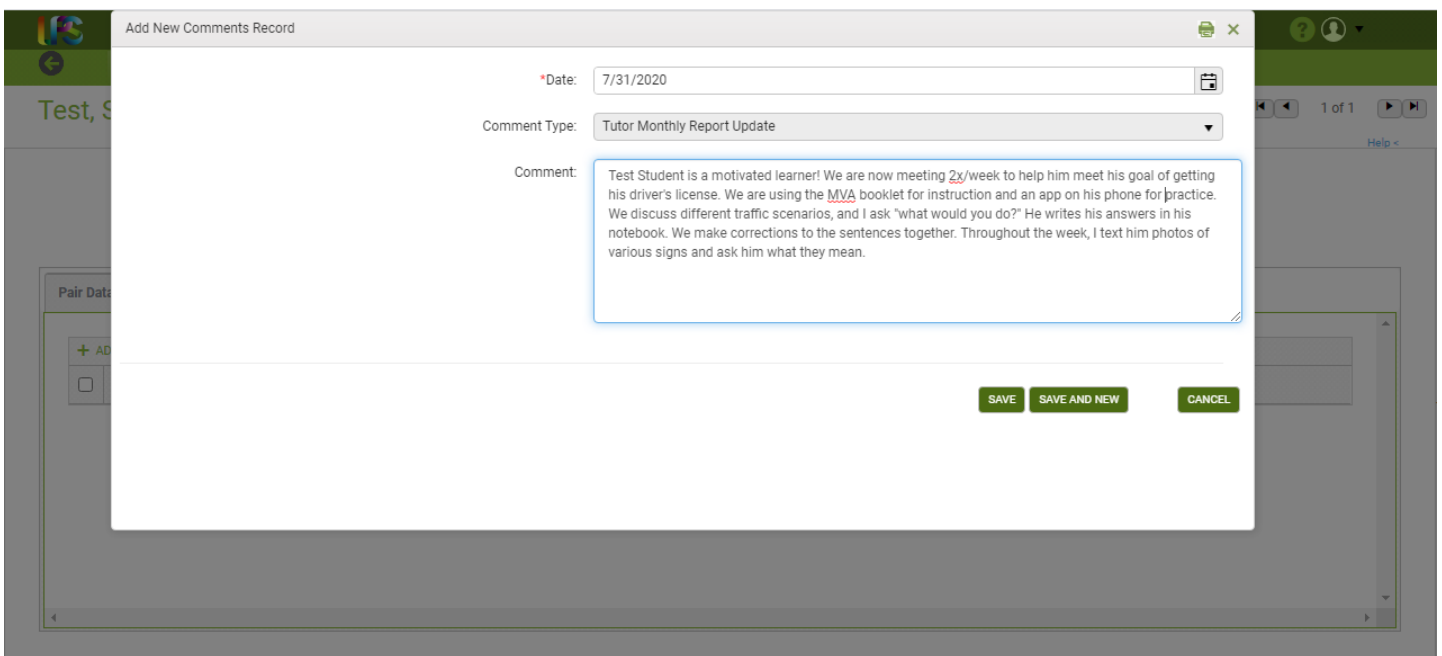 LFS
Add New Comments Record
?
*Date: 7/31/2020
Test, S
1 of 1
Comment Type: Tutor Monthly Report Update
Help <
Comment: Test Student is a motivated learner! We are now meeting 2x/week to help him meet his goal of getting
his driver's license. We are using the MVA booklet for instruction and an app on his phone for practice.
We discuss different traffic scenarios, and I ask "what would you do?" He writes his answers in his
notebook. We make corrections to the sentences together. Throughout the week, I text him photos of
various signs and ask him what they mean.
Pair Data
+ AD
SAVE SAVE AND NEW CANCEL